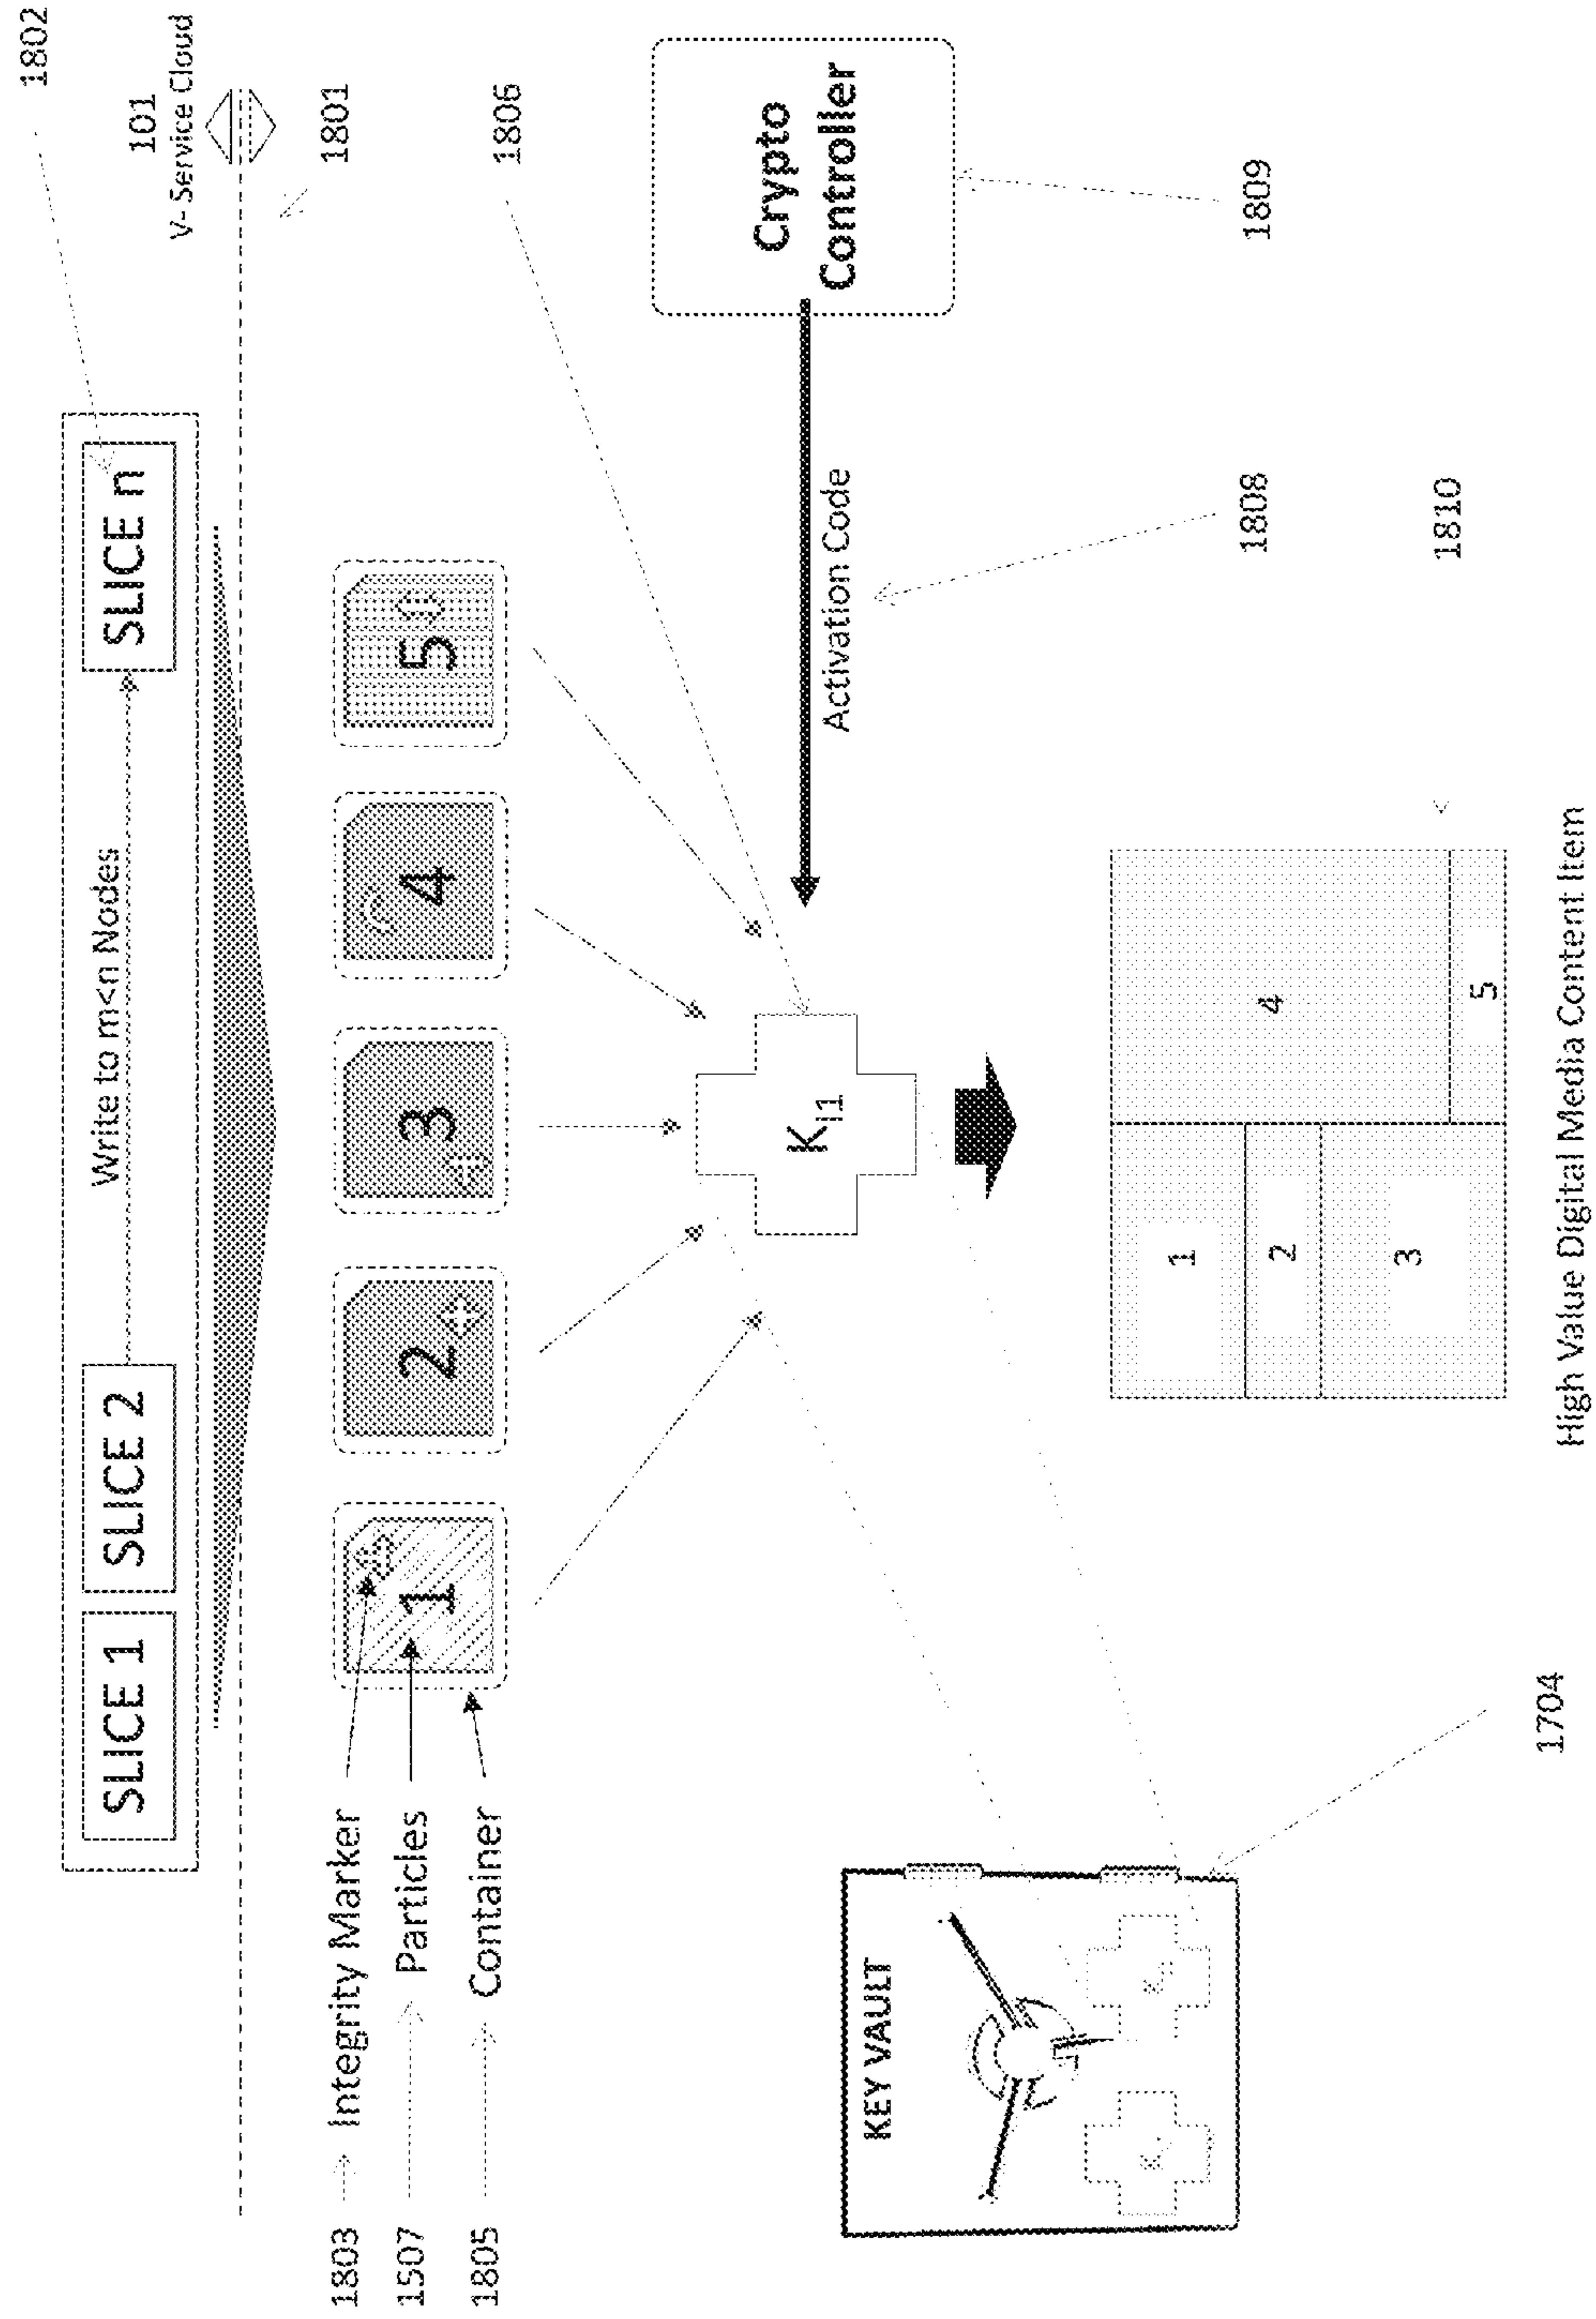 1802
101
V- Service Cloud
1801
SLICE 1
SLICE 2
Write to m<n Nodes
SLICE n
1803
Integrity Marker
1507
Particles
1805
Container
1
2
3
4
5
1806
KEY VAULT
K_I1
Activation Code
Crypto
Controller
1809
1808
1810
1
2
3
4
5
1704
High Value Digital Media Content Item